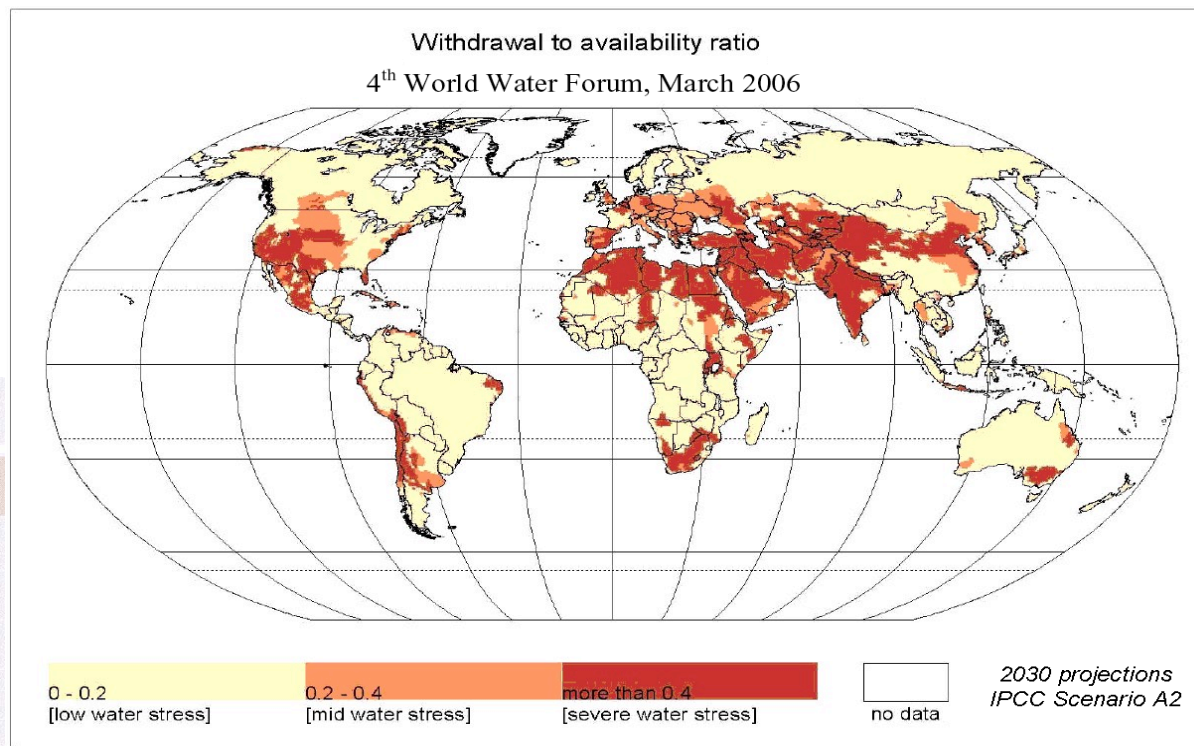 Withdrawal to availability ratio
4th World Water Forum, March 2006
0 - 0.2
[low water stress]
0.2 - 0.4
[mid water stress]
more than 0.4
[severe water stress]
no data
2030 projections
IPCC Scenario A2